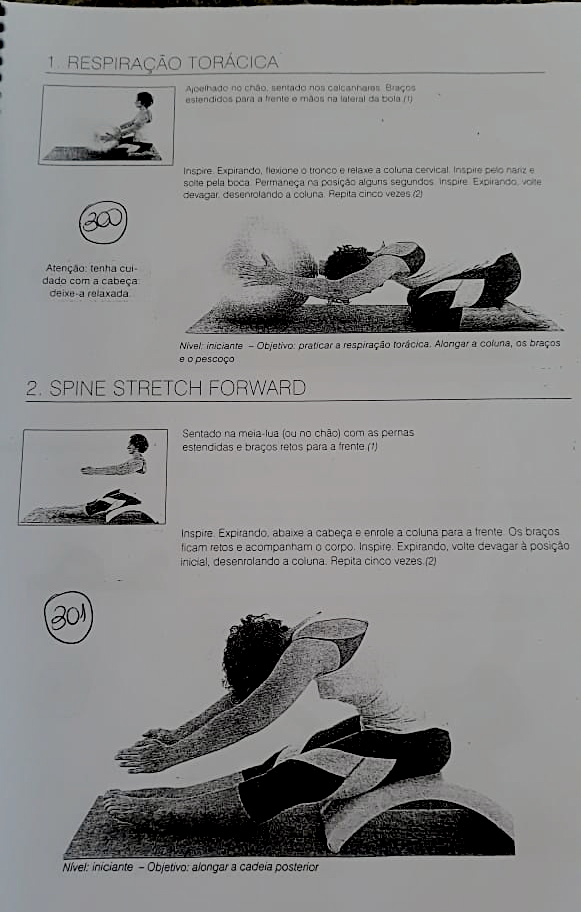 1. RESPIRAÇÃO TORÁCICA
Ajoelhado no chão, sentado nos calcanhares. Braços
estendidos para a frente e mãos na lateral da bola.(1)
Inspire. Expirando, flexione o tronco e relaxe a coluna cervical. Inspire pelo nariz e
solte pela boca. Permaneça na posição alguns segundos. Inspire. Expirando, volte
devagar, desenrolando a coluna. Repita cinco vezes.(2)
300
Atenção: tenha cui-
dado com a cabeça:
deixe-a relaxada.
Nível: iniciante – Objetivo: praticar a respiração torácica. Alongar a coluna, os braços
e o pescoço
2. SPINE STRETCH FORWARD
Sentado na meia-lua (ou no chão) com as pernas
estendidas e braços retos para a frente.(1)
Inspire. Expirando, abaixe a cabeça e enrole a coluna para a frente. Os braços
ficam retos e acompanham o corpo. Inspire. Expirando, volte devagar à posição
inicial, desenrolando a coluna. Repita cinco vezes.(2)
301
Nível: iniciante – Objetivo: alongar a cadeia posterior